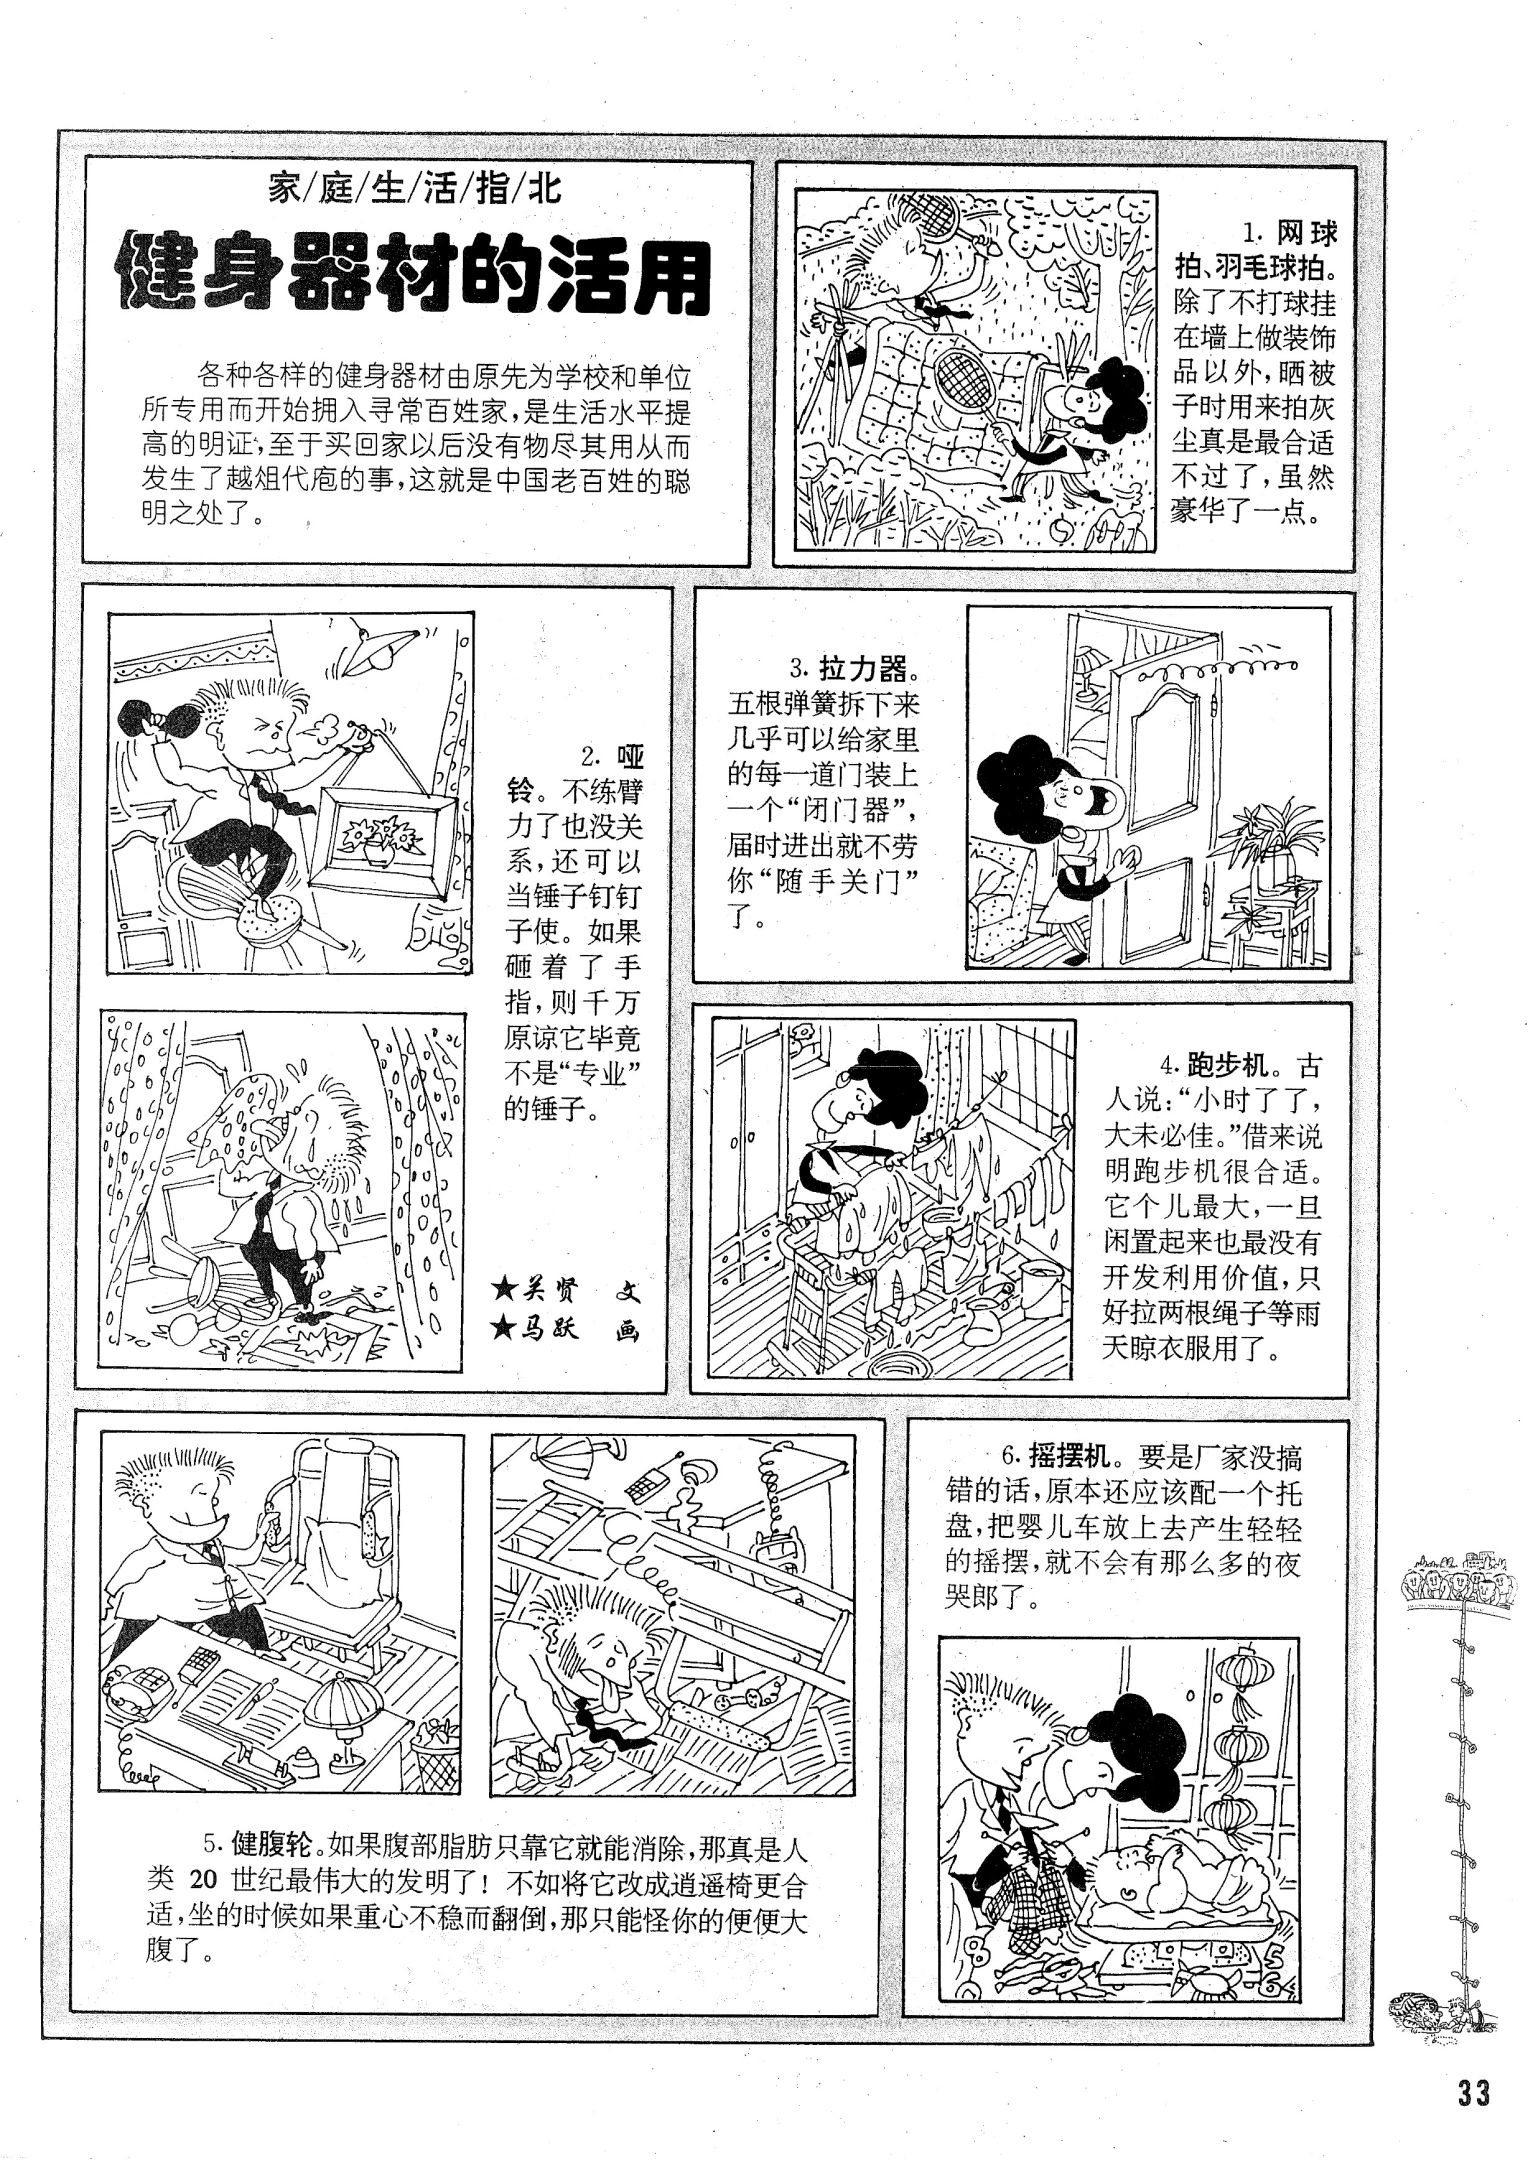 家/庭/生/活/指/北
健身器材的活用
各种各样的健身器材由原先为学校和单位
所专用而开始拥入寻常百姓家，是生活水平提
高的明证，至于买回家以后没有物尽其用从而
发生了越俎代庖的事，这就是中国老百姓的聪
明之处了。
1. 网球
拍、羽毛球拍。
除了不打球挂
在墙上做装饰
品以外，晒被
子时用来拍灰
尘真是最合适
不过了，虽然
豪华了一点。
2. 哑
铃。不练臂
力了也没关
系，还可以
当锤子钉钉
子使。如果
砸着了手
指，则千万
原谅它毕竟
不是“专业”
的锤子。
★关贤 文
★马跃 画
3. 拉力器。
五根弹簧拆下来
几乎可以给家里
的每一道门装上
一个“闭门器”，
届时进出就不劳
你“随手关门”
了。
4. 跑步机。古
人说：“小时了了，
大未必佳。”借来说
明跑步机很合适。
它个儿最大，一旦
闲置起来也最没有
开发利用价值，只
好拉两根绳子等雨
天晾衣服用了。
5. 健腹轮。如果腹部脂肪只靠它就能消除，那真是人
类 20 世纪最伟大的发明了！不如将它改成逍遥椅更合
适，坐的时候如果重心不稳而翻倒，那只能怪你的便便大
腹了。
6. 摇摆机。要是厂家没搞
错的话，原本还应该配一个托
盘，把婴儿车放上去产生轻轻
的摇摆，就不会有那么多的夜
哭郎了。
33